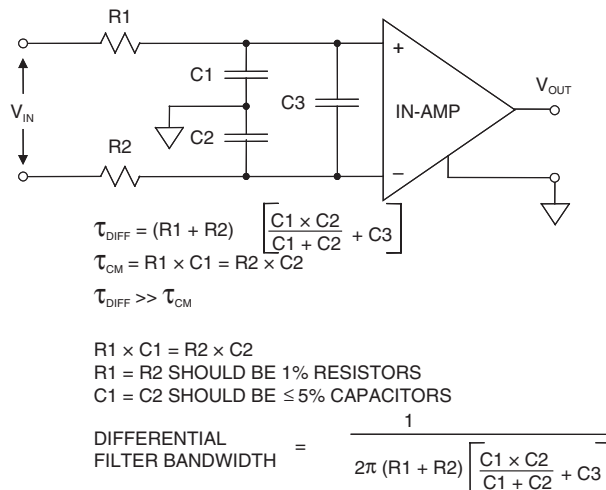 R1
C1
V_IN
C2
C3
R2
+
−
IN-AMP
V_OUT
τ_DIFF = (R1 + R2) [C1 × C2 / C1 + C2 + C3]
τ_CM = R1 × C1 = R2 × C2
τ_DIFF >> τ_CM
R1 × C1 = R2 × C2
R1 = R2 SHOULD BE 1% RESISTORS
C1 = C2 SHOULD BE ≤ 5% CAPACITORS
DIFFERENTIAL
FILTER BANDWIDTH = 1 / 2π (R1 + R2) [C1 × C2 / C1 + C2 + C3